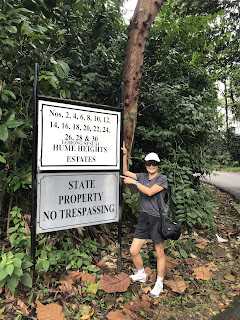 Nos. 2, 4, 6, 8, 10, 12,
14, 16, 18, 20, 22, 24,
26, 28 & 30
HUME HEIGHTS
ESTATES
STATE
PROPERTY
NO TRESPASSING